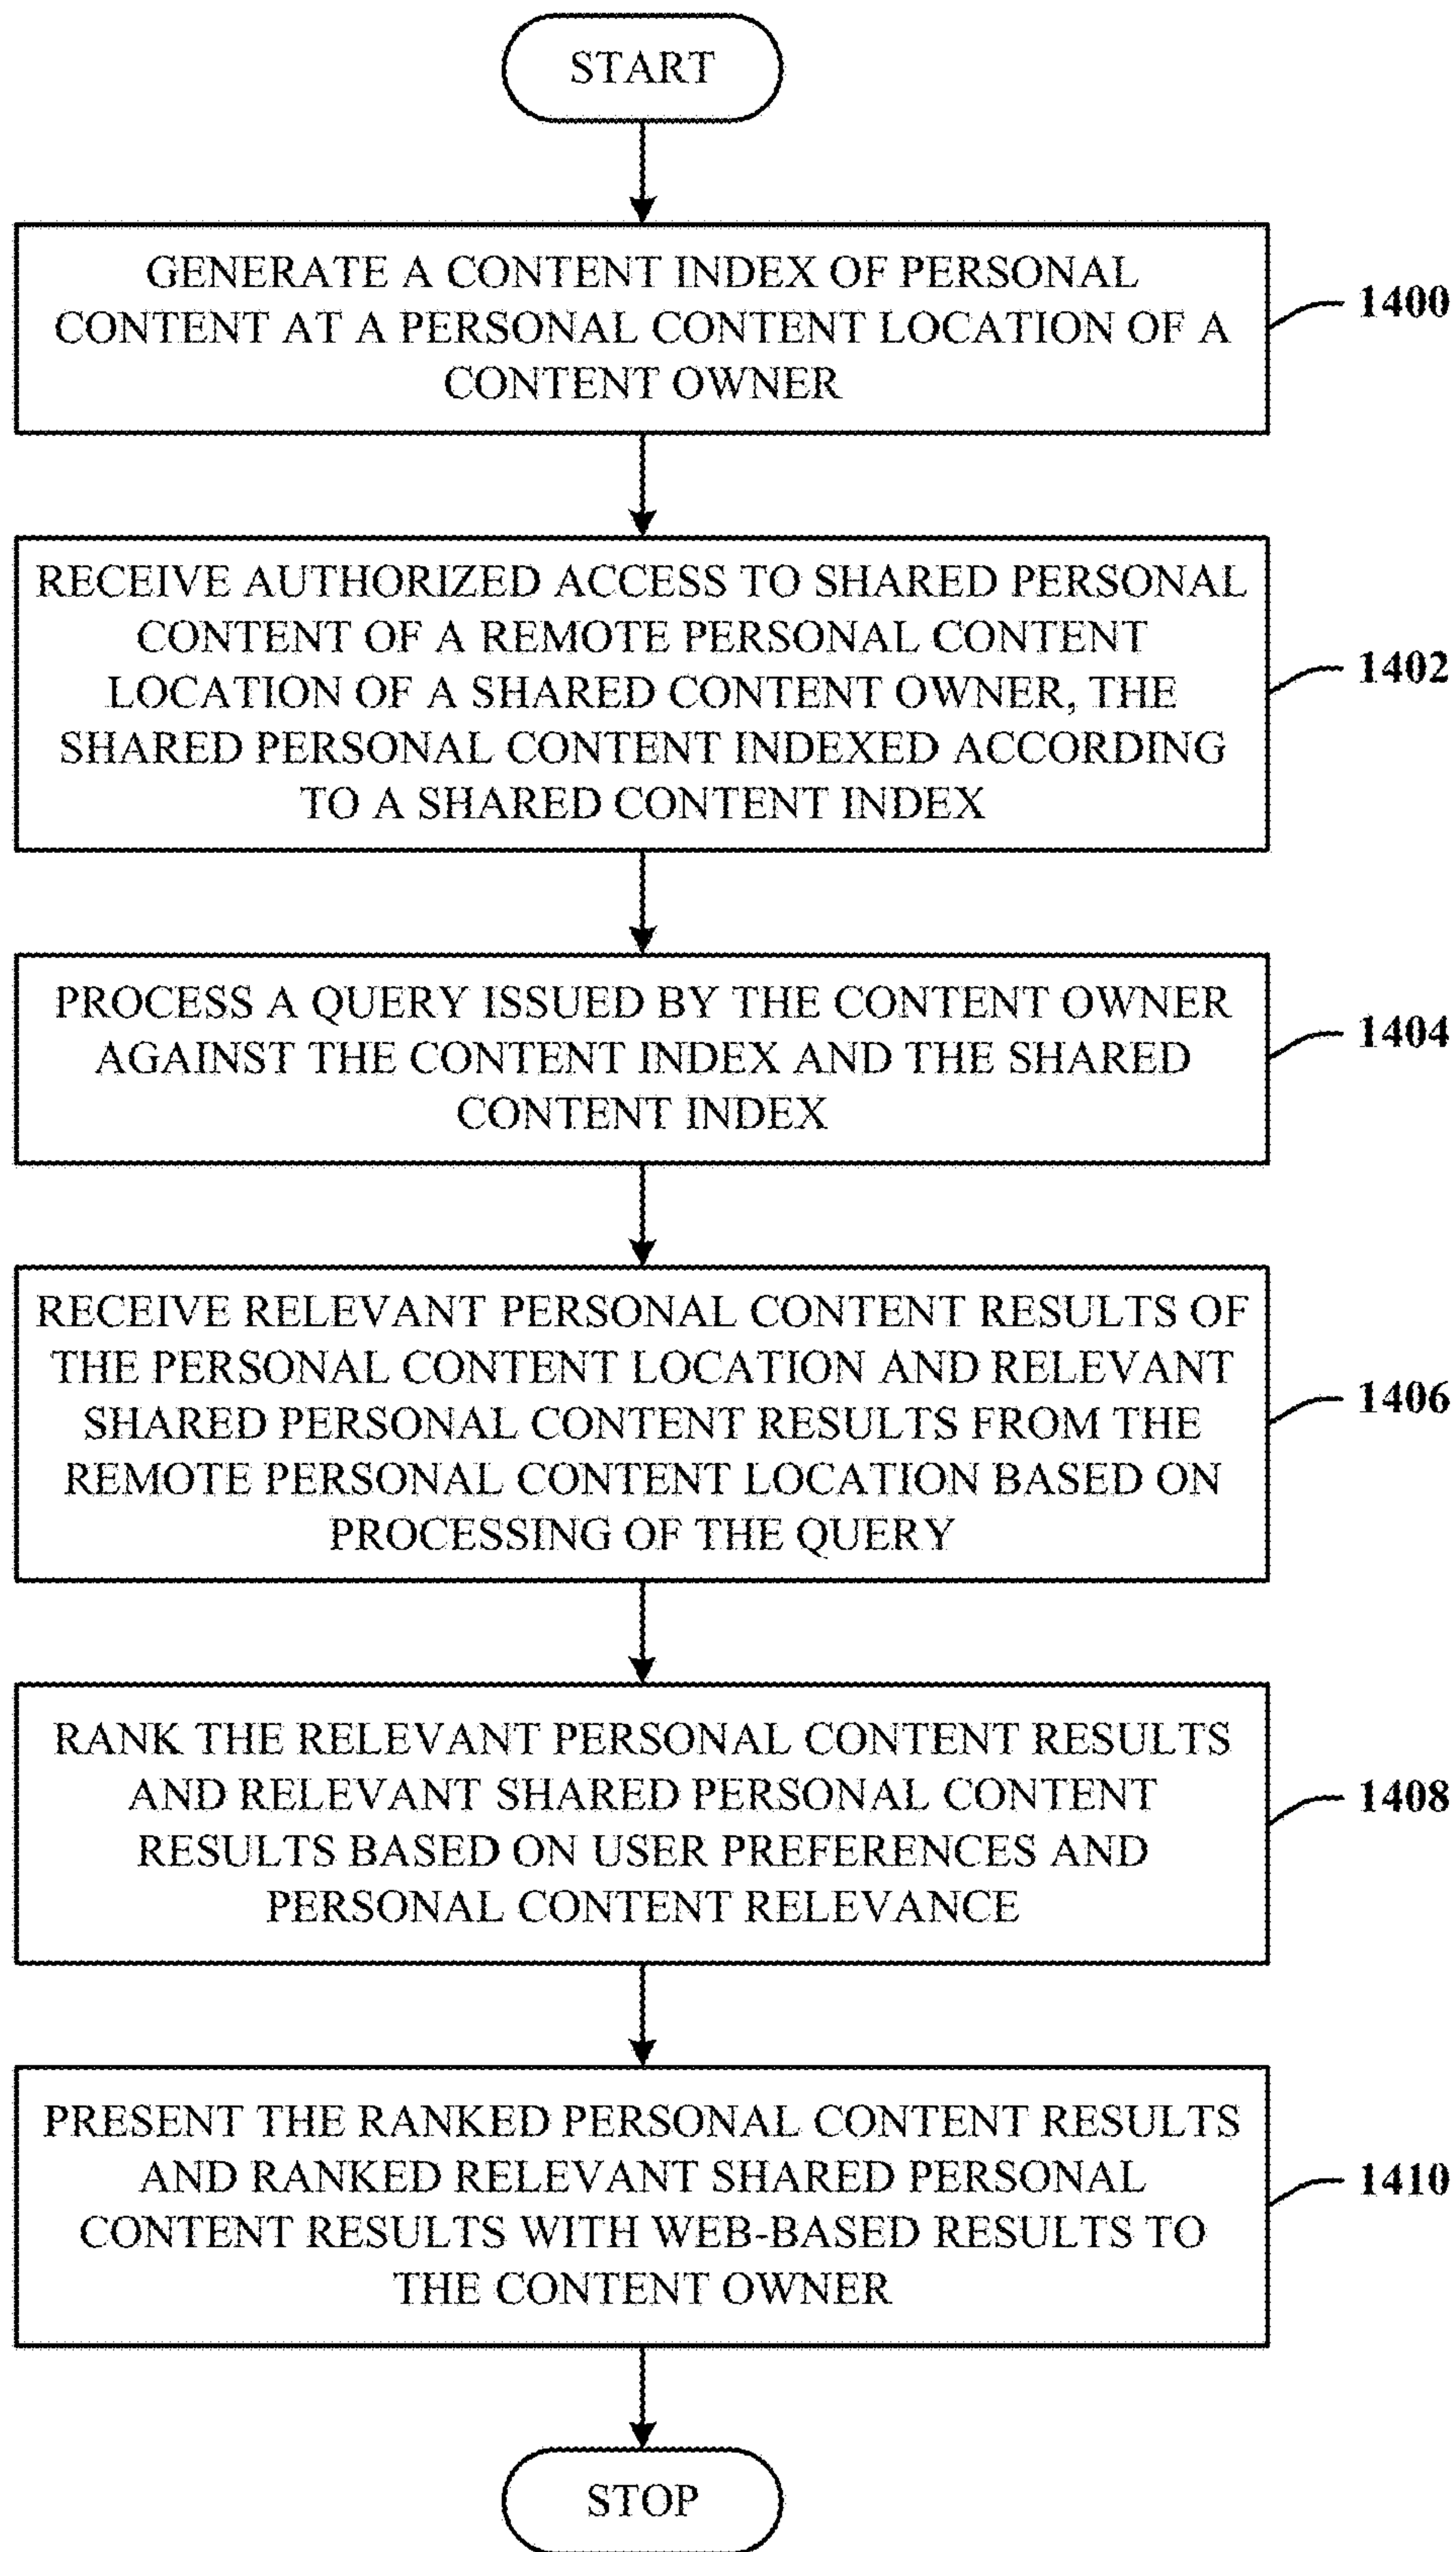 START
GENERATE A CONTENT INDEX OF PERSONAL
CONTENT AT A PERSONAL CONTENT LOCATION OF A
CONTENT OWNER
1400
RECEIVE AUTHORIZED ACCESS TO SHARED PERSONAL
CONTENT OF A REMOTE PERSONAL CONTENT
LOCATION OF A SHARED CONTENT OWNER, THE
SHARED PERSONAL CONTENT INDEXED ACCORDING
TO A SHARED CONTENT INDEX
1402
PROCESS A QUERY ISSUED BY THE CONTENT OWNER
AGAINST THE CONTENT INDEX AND THE SHARED
CONTENT INDEX
1404
RECEIVE RELEVANT PERSONAL CONTENT RESULTS OF
THE PERSONAL CONTENT LOCATION AND RELEVANT
SHARED PERSONAL CONTENT RESULTS FROM THE
REMOTE PERSONAL CONTENT LOCATION BASED ON
PROCESSING OF THE QUERY
1406
RANK THE RELEVANT PERSONAL CONTENT RESULTS
AND RELEVANT SHARED PERSONAL CONTENT
RESULTS BASED ON USER PREFERENCES AND
PERSONAL CONTENT RELEVANCE
1408
PRESENT THE RANKED PERSONAL CONTENT RESULTS
AND RANKED RELEVANT SHARED PERSONAL
CONTENT RESULTS WITH WEB-BASED RESULTS TO
THE CONTENT OWNER
1410
STOP